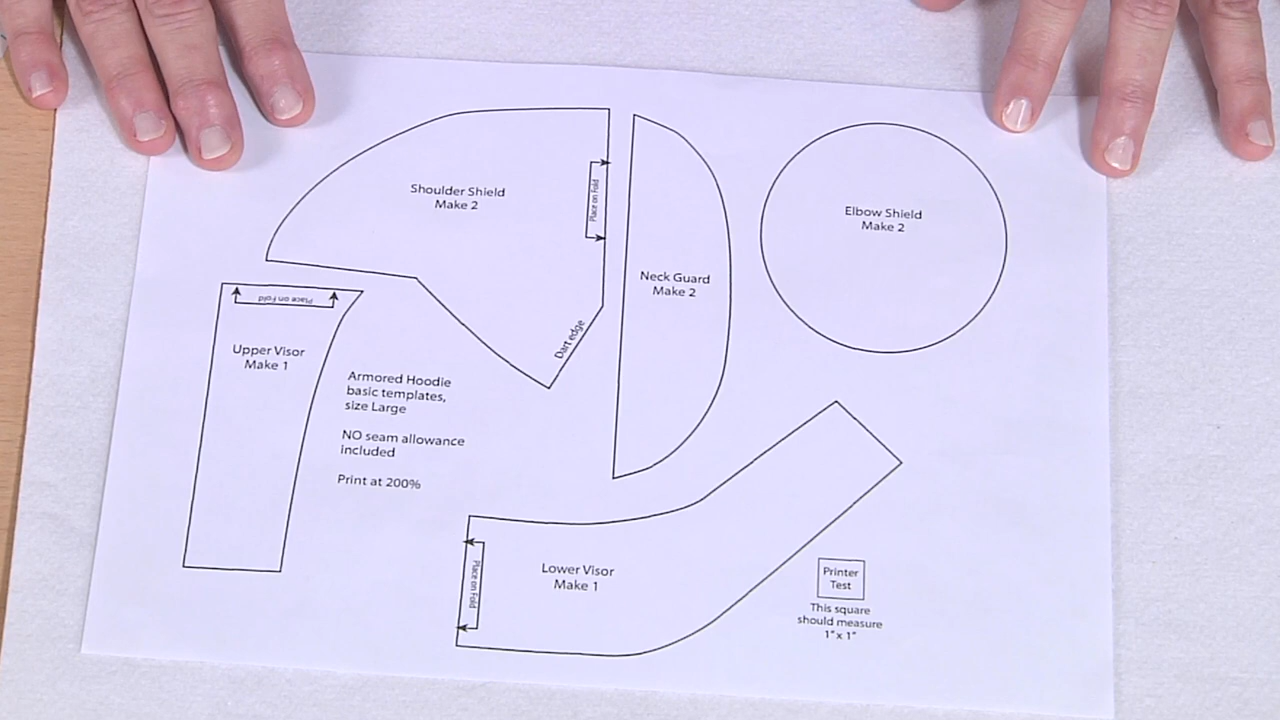 Shoulder Shield
Make 2
Place on Fold
Dart edge
Neck Guard
Make 2
Elbow Shield
Make 2
Place on Fold
Upper Visor
Make 1
Armored Hoodie
basic templates,
size Large
NO seam allowance
included
Print at 200%
Place on Fold
Lower Visor
Make 1
Printer
Test
This square
should measure
1" x 1"